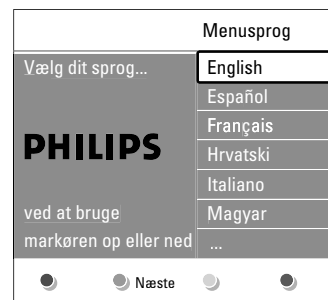 Menusprog
Vælg dit sprog...
English
Español
Français
PHILIPS
Hrvatski
Italiano
ved at bruge
Magyar
markøren op eller ned
...
Næste